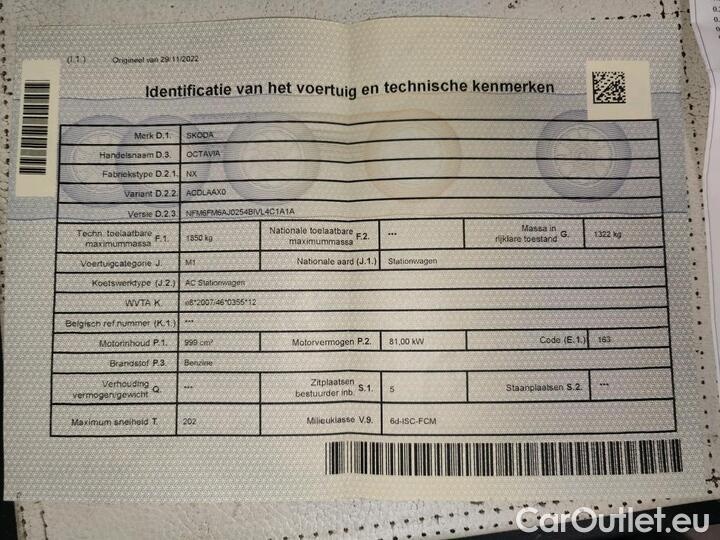 (I.1.) Origineel van 29/11/2022
Identificatie van het voertuig en technische kenmerken
Merk D.1. SKODA
Handelsnaam D.3. OCTAVIA
Fabriekstype D.2.1. NX
Variant D.2.2. ACDLAAX0
Versie D.2.3. NFM6FM6AJ0254BIVL4C1A1A
Techn. toelaatbare maximummassa F.1. 1850 kg Nationale toelaatbare maximummassa F.2. *** Massa in rijklare toestand G. 1322 kg
Voertuigcategorie J. M1 Nationale aard (J.1.) Stationwagen
Koetswerktype (J.2.) AC Stationwagen
WVTA K. e8*2007/46*0355*12
Belgisch ref.nummer (K.1.) ***
Motorinhoud P.1. 999 cm³ Motorvermogen P.2. 81,00 kW Code (E.1.) 163
Brandstof P.3. Benzine
Verhouding vermogen/gewicht Q. *** Zitplaatsen bestuurder inb. S.1. 5 Staanplaatsen S.2. ***
Maximum snelheid T. 202 Milieuklasse V.9. 6d-ISC-FCM
CarOutlet.eu